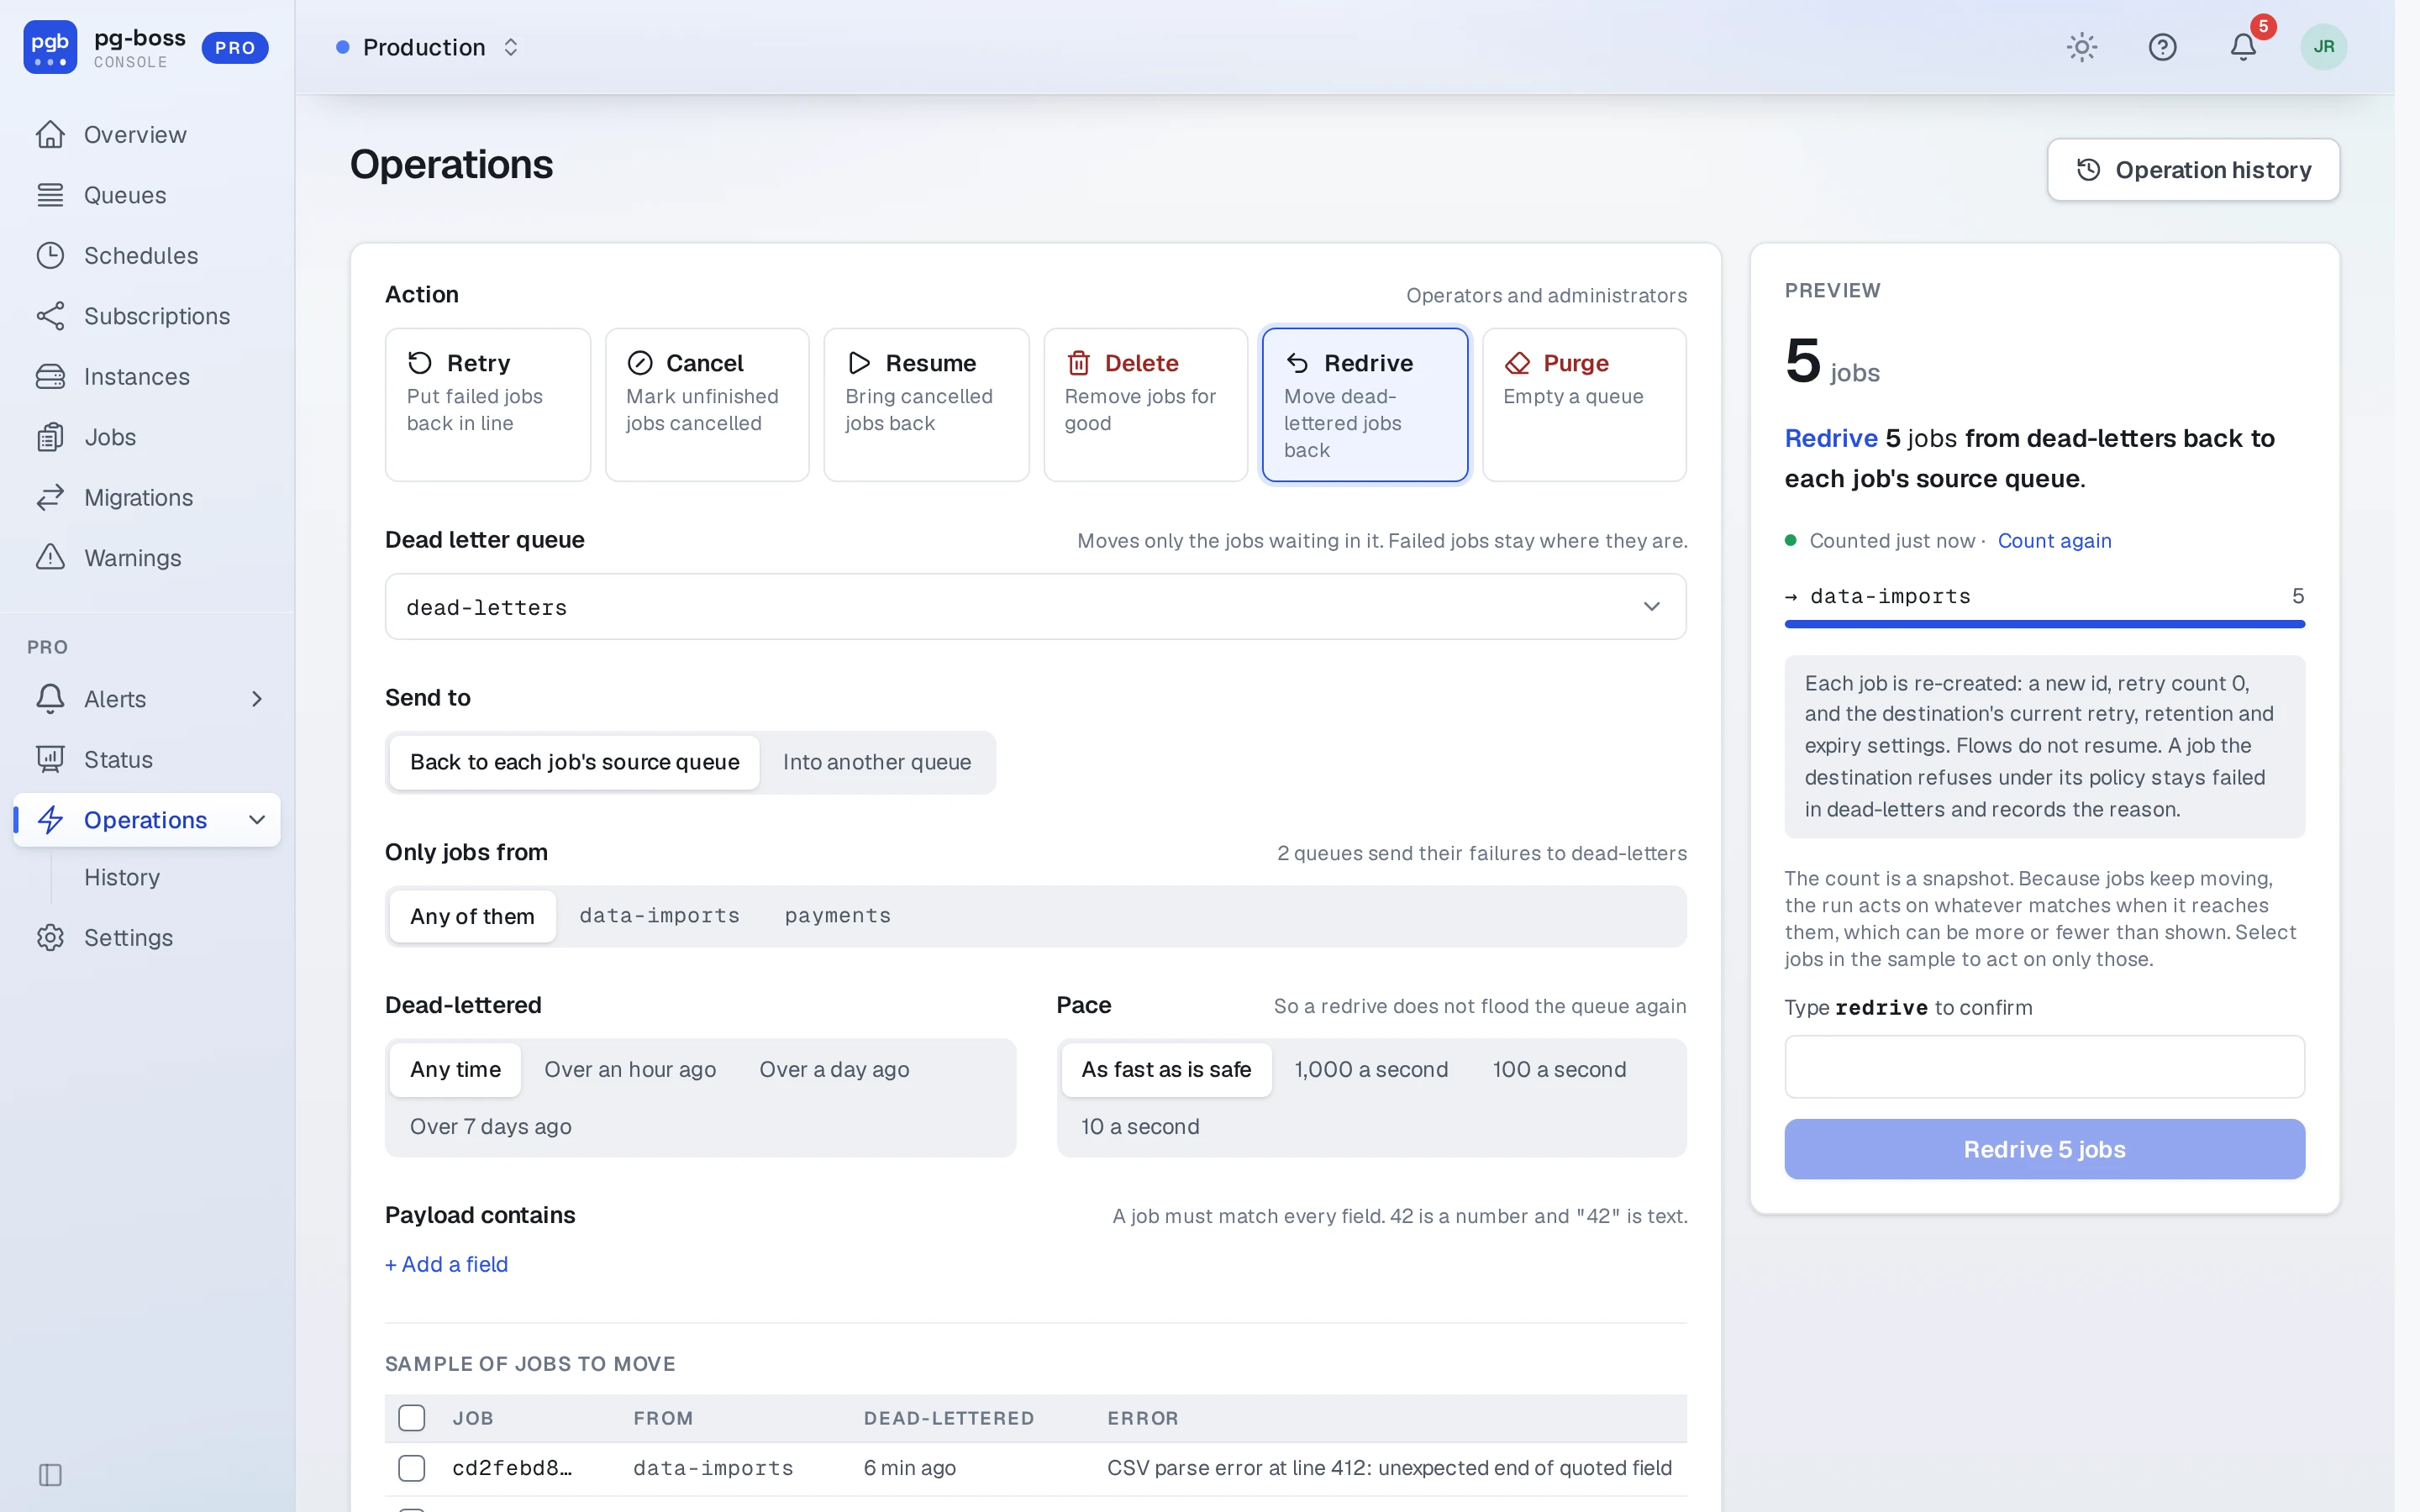 pgb
pg-boss
CONSOLE
PRO
Production
5
JR
Overview
Queues
Schedules
Subscriptions
Instances
Jobs
Migrations
Warnings
PRO
Alerts
Status
Operations
History
Settings
Operations
Operation history
Action
Operators and administrators
Retry
Put failed jobs
back in line
Cancel
Mark unfinished
jobs cancelled
Resume
Bring cancelled
jobs back
Delete
Remove jobs for
good
Redrive
Move dead-
lettered jobs
back
Purge
Empty a queue
Dead letter queue
Moves only the jobs waiting in it. Failed jobs stay where they are.
dead-letters
Send to
Back to each job's source queue
Into another queue
Only jobs from
2 queues send their failures to dead-letters
Any of them
data-imports
payments
Dead-lettered
Any time
Over an hour ago
Over a day ago
Over 7 days ago
Pace
So a redrive does not flood the queue again
As fast as is safe
1,000 a second
100 a second
10 a second
Payload contains
A job must match every field. 42 is a number and "42" is text.
+ Add a field
SAMPLE OF JOBS TO MOVE
JOB FROM DEAD-LETTERED ERROR
cd2febd8… data-imports 6 min ago CSV parse error at line 412: unexpected end of quoted field
PREVIEW
5 jobs
Redrive 5 jobs from dead-letters back to
each job's source queue.
Counted just now · Count again
→ data-imports 5
Each job is re-created: a new id, retry count 0,
and the destination's current retry, retention and
expiry settings. Flows do not resume. A job the
destination refuses under its policy stays failed
in dead-letters and records the reason.
The count is a snapshot. Because jobs keep moving,
the run acts on whatever matches when it reaches
them, which can be more or fewer than shown. Select
jobs in the sample to act on only those.
Type redrive to confirm
Redrive 5 jobs